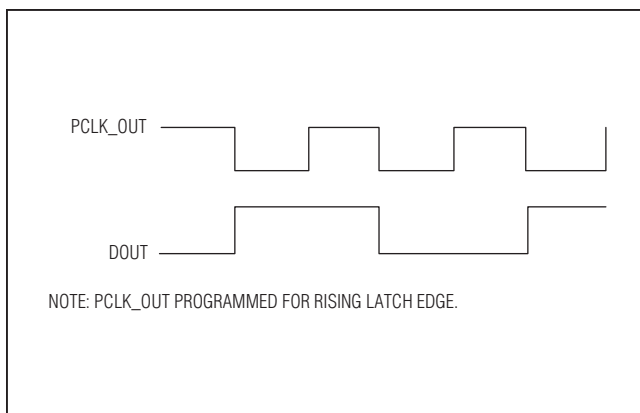 PCLK_OUT
DOUT
NOTE: PCLK_OUT PROGRAMMED FOR RISING LATCH EDGE.